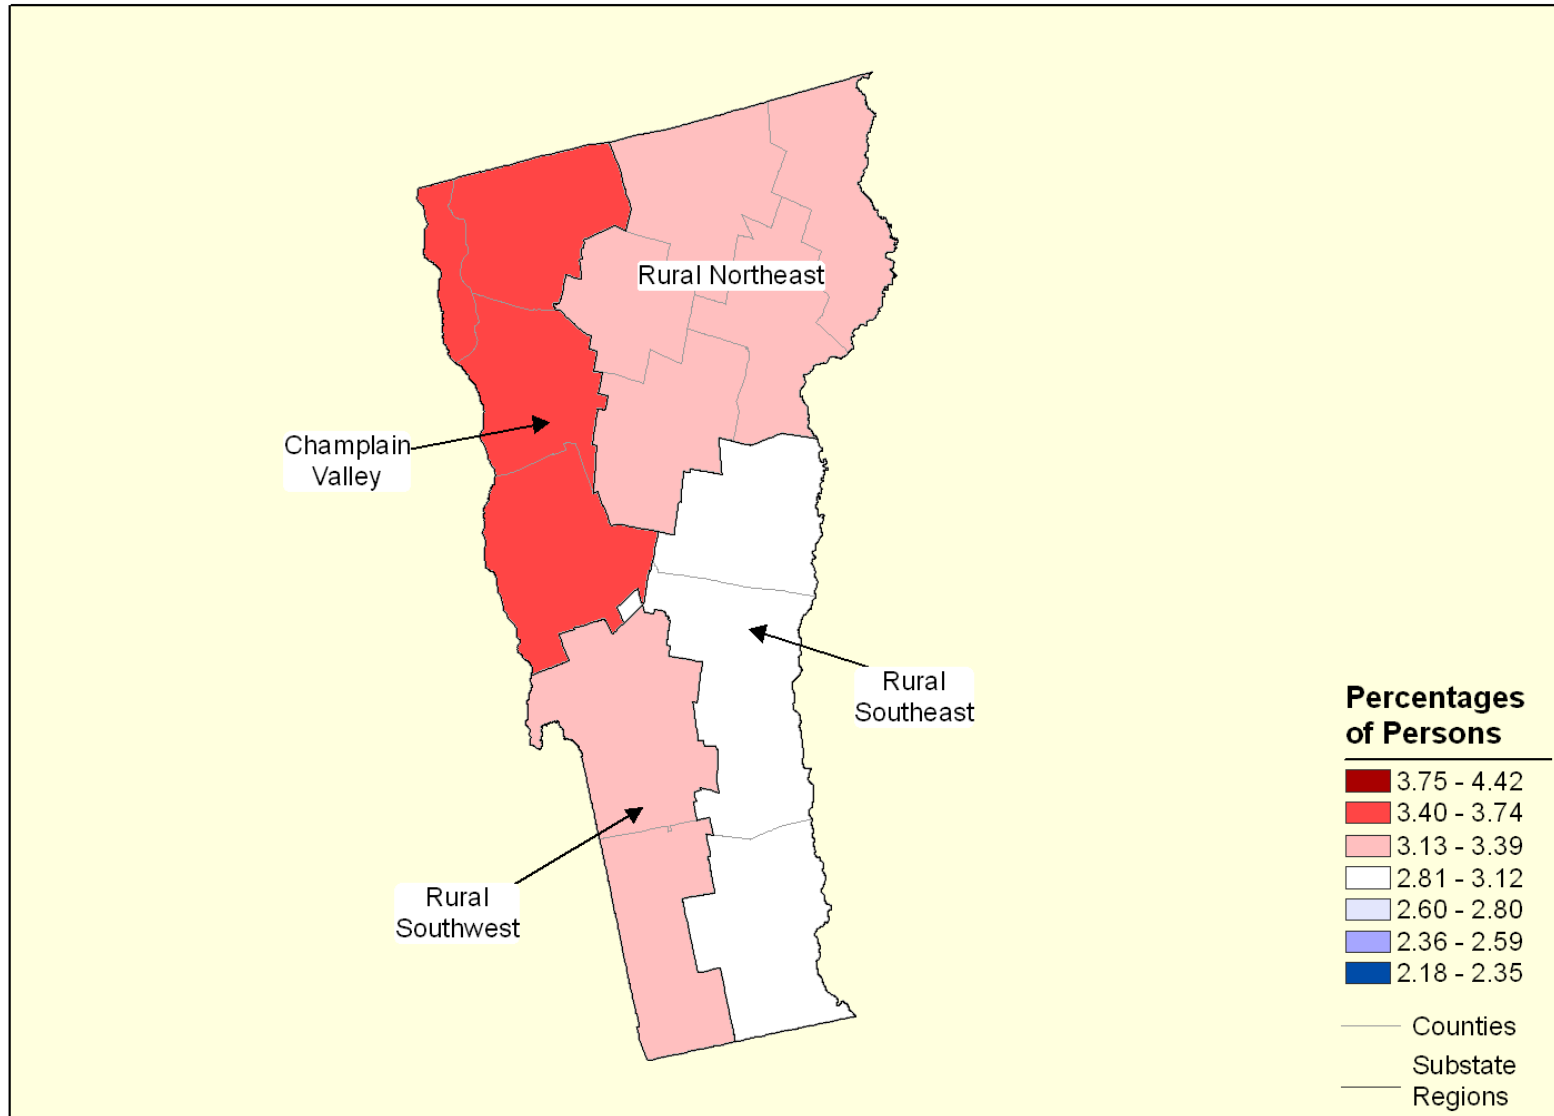 Rural Northeast
Champlain
Valley
Rural
Southeast
Rural
Southwest
Percentages
of Persons
3.75 - 4.42
3.40 - 3.74
3.13 - 3.39
2.81 - 3.12
2.60 - 2.80
2.36 - 2.59
2.18 - 2.35
Counties
Substate
Regions